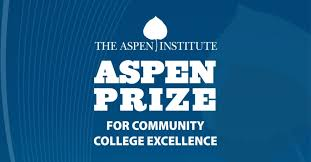 THE ASPEN INSTITUTE
ASPEN
PRIZE
FOR COMMUNITY
COLLEGE EXCELLENCE